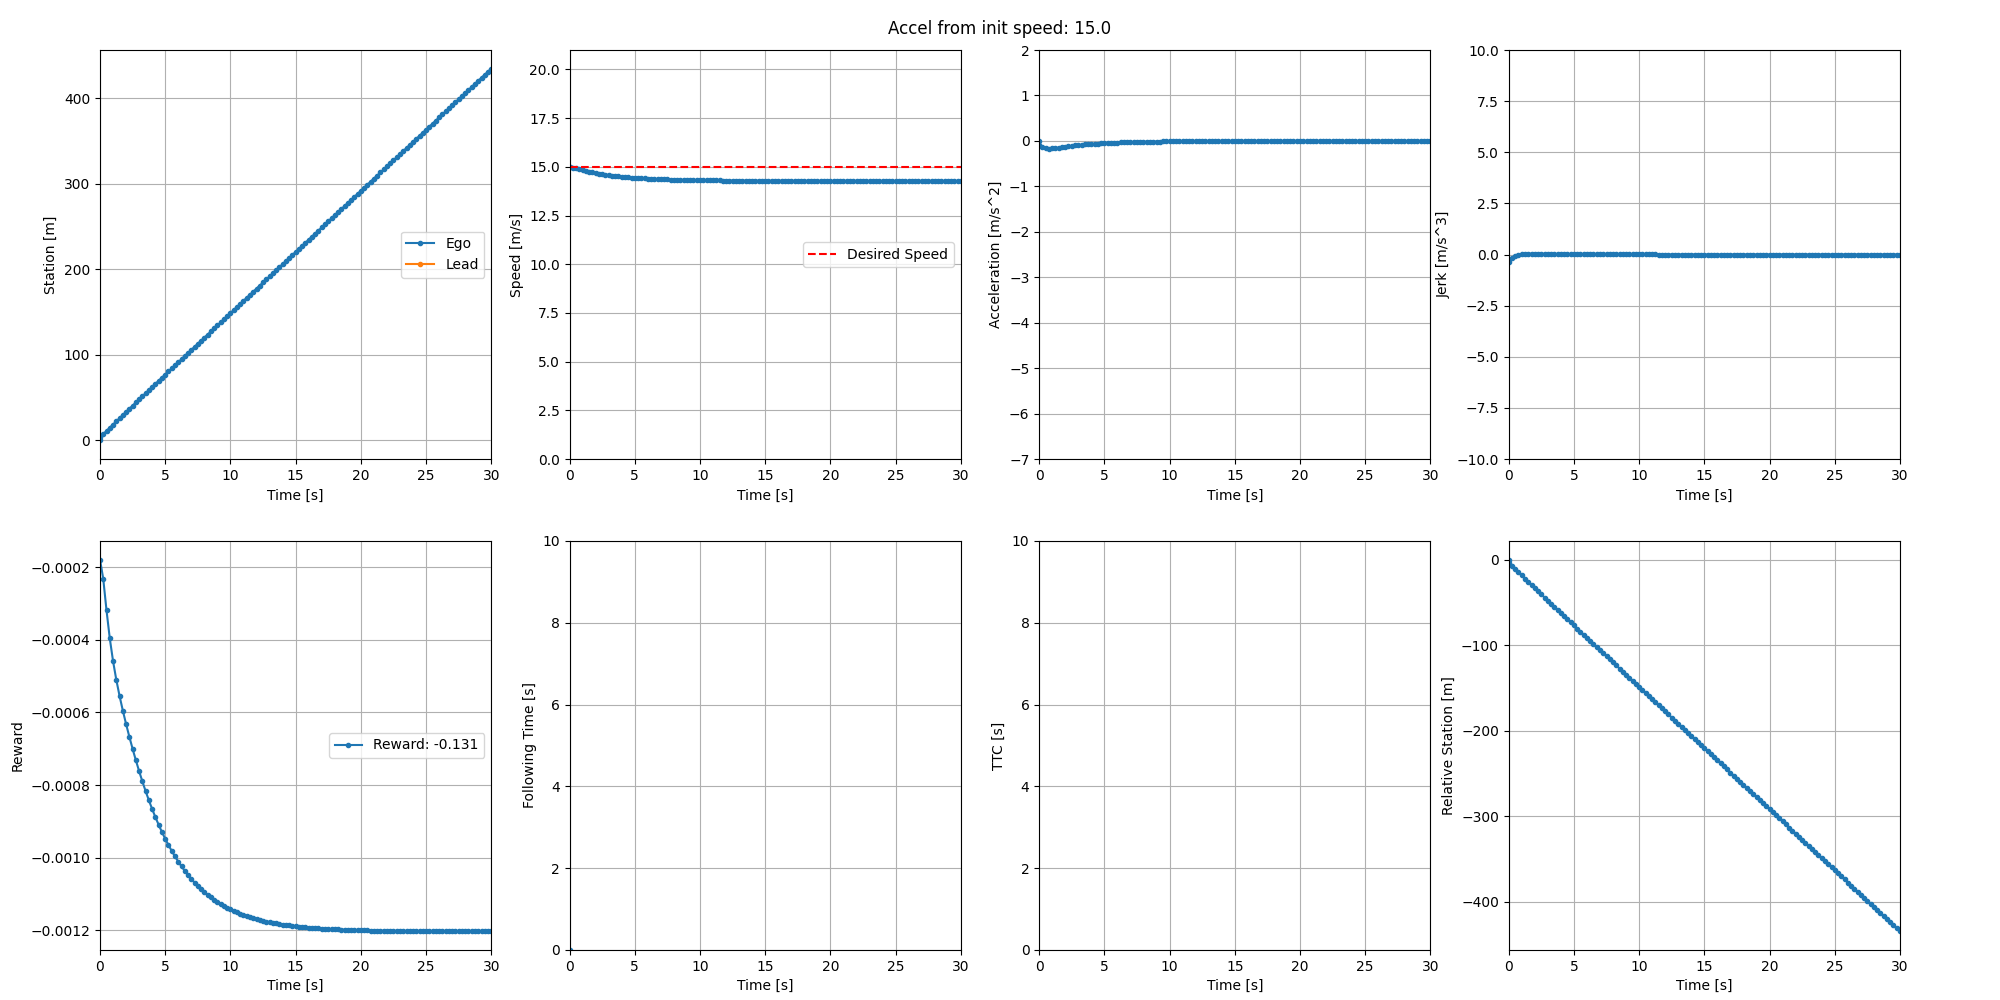 Accel from init speed: 15.0
400
300
200
100
0
Station [m]
Ego
Lead
0 5 10 15 20 25 30
Time [s]
20.0
17.5
15.0
12.5
10.0
7.5
5.0
2.5
0.0
Speed [m/s]
Desired Speed
0 5 10 15 20 25 30
Time [s]
2
1
0
−1
−2
−3
−4
−5
−6
−7
Acceleration [m/s^2]
0 5 10 15 20 25 30
Time [s]
10.0
7.5
5.0
2.5
0.0
−2.5
−5.0
−7.5
−10.0
Jerk [m/s^3]
0 5 10 15 20 25 30
Time [s]
−0.0002
−0.0004
−0.0006
−0.0008
−0.0010
−0.0012
Reward
Reward: -0.131
0 5 10 15 20 25 30
Time [s]
10
8
6
4
2
0
Following Time [s]
0 5 10 15 20 25 30
Time [s]
10
8
6
4
2
0
TTC [s]
0 5 10 15 20 25 30
Time [s]
0
−100
−200
−300
−400
Relative Station [m]
0 5 10 15 20 25 30
Time [s]